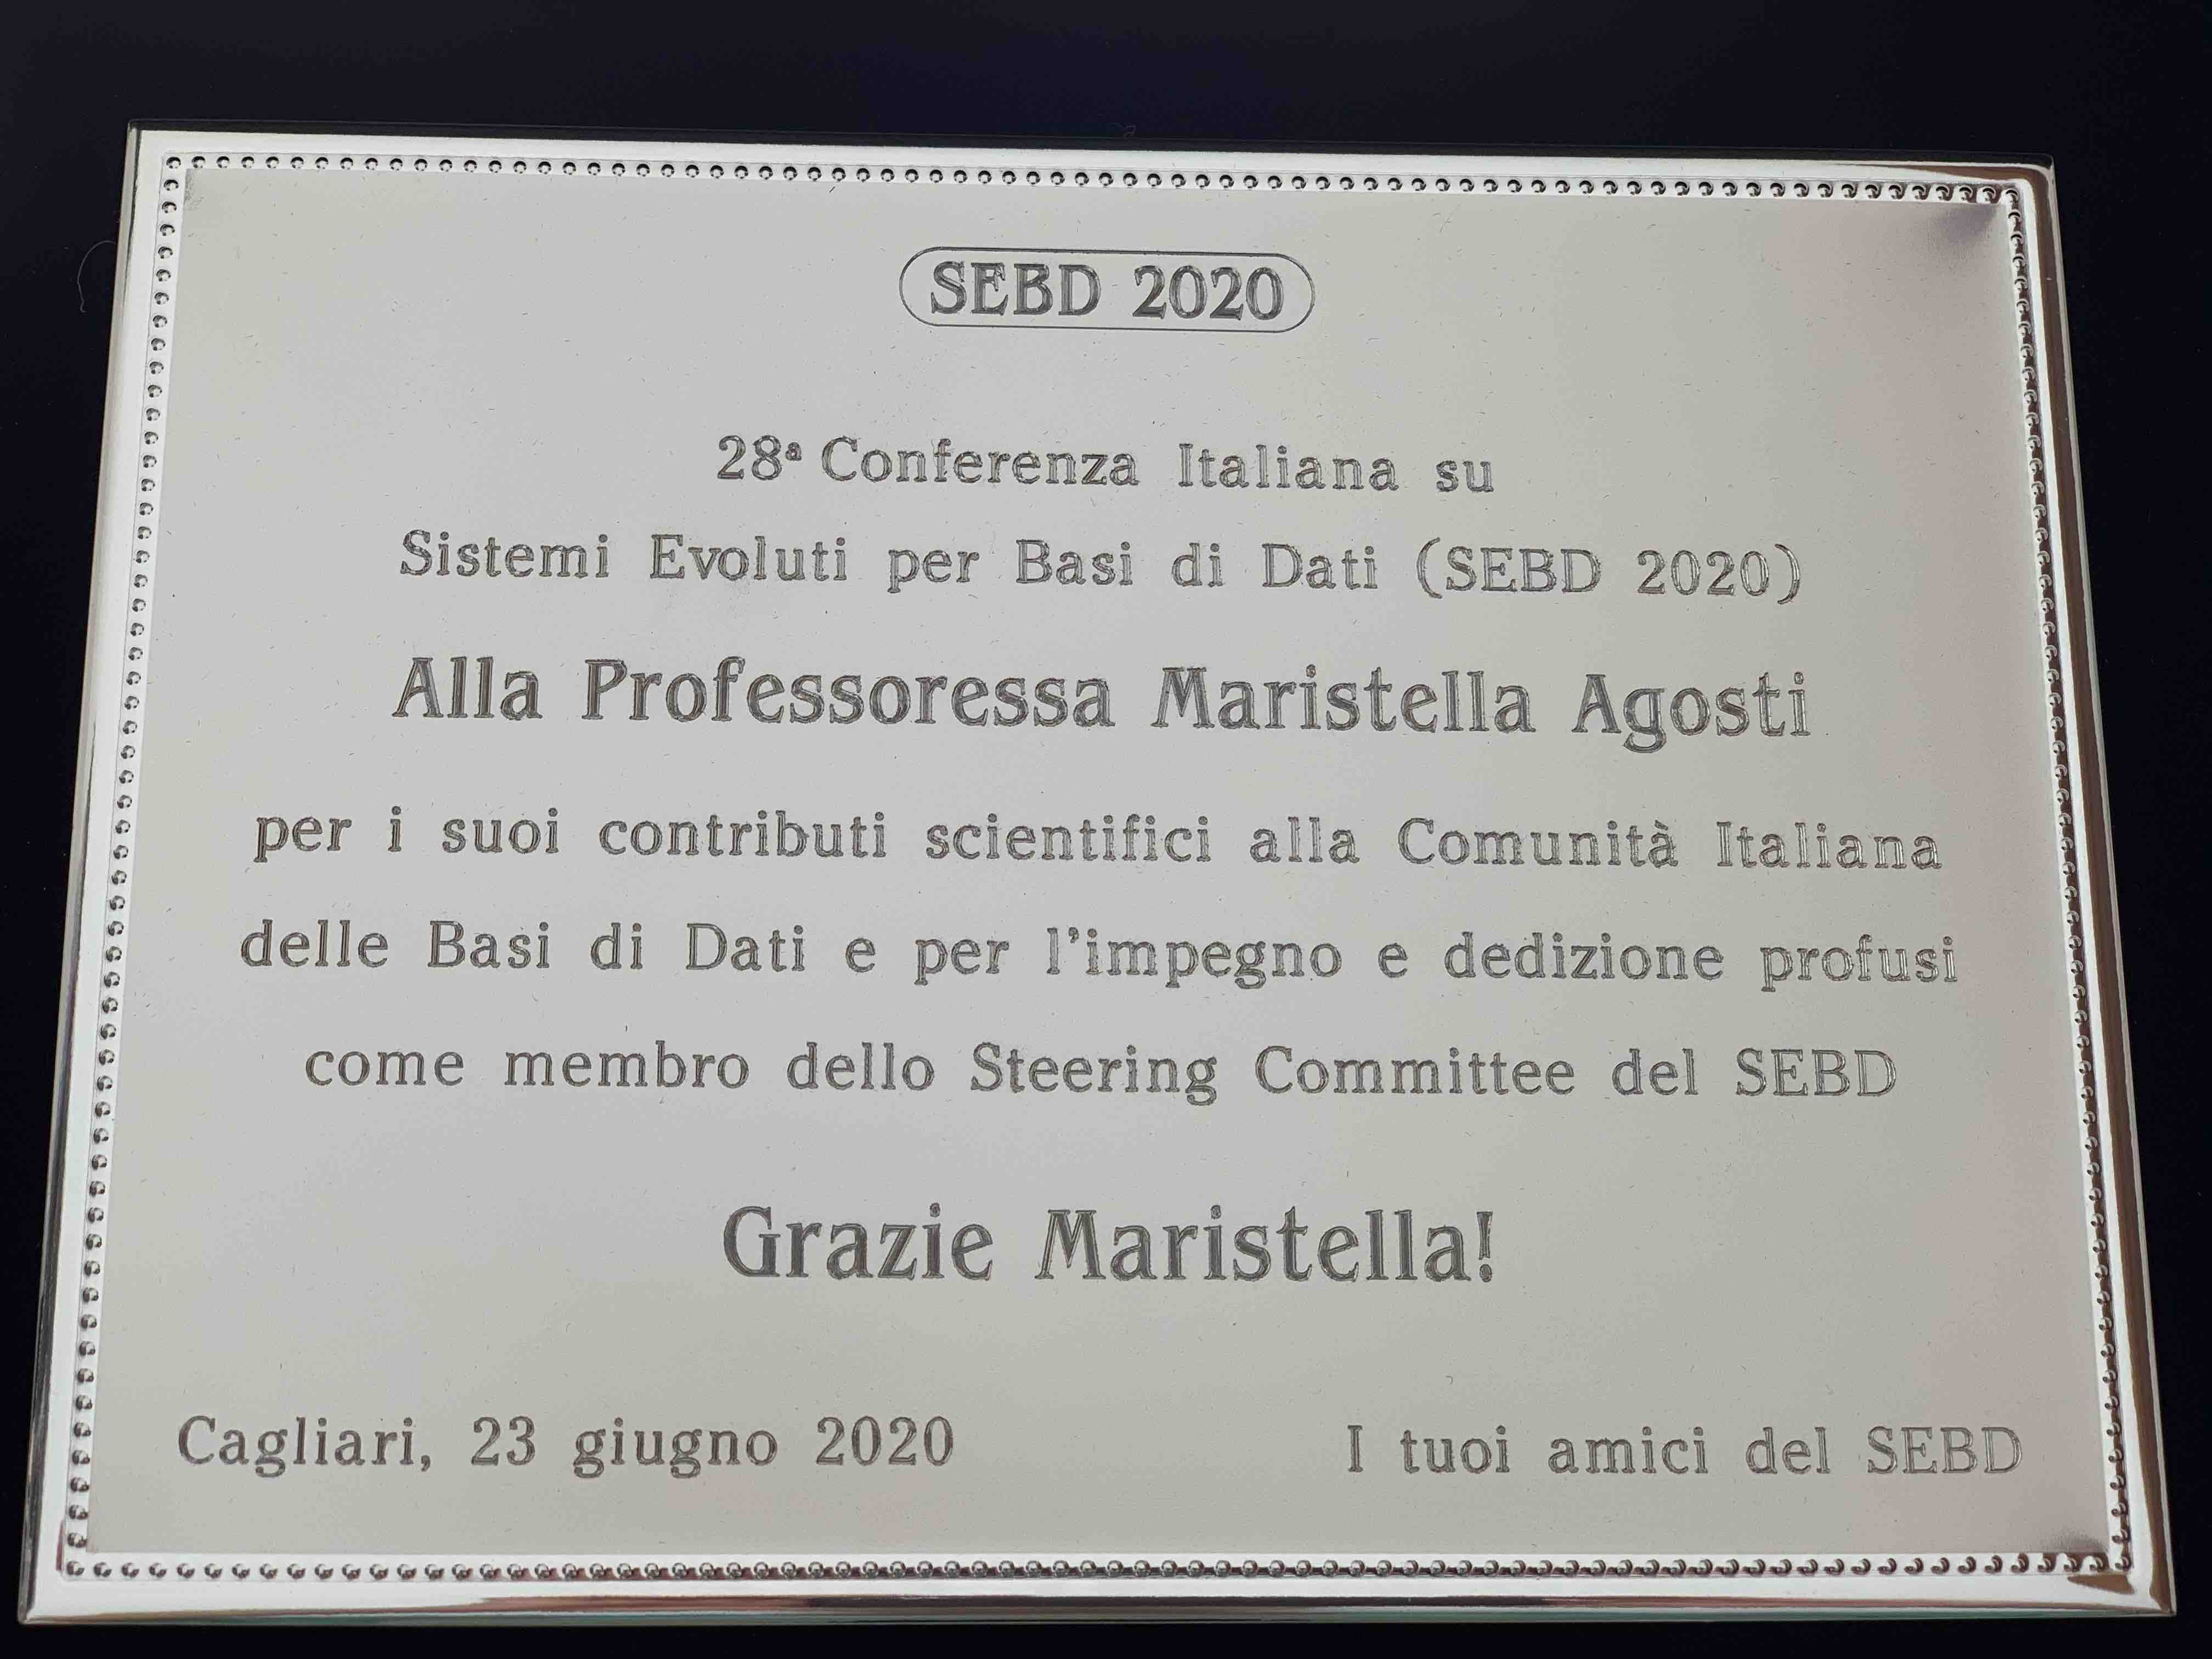 SEBD 2020
28ª Conferenza Italiana su
Sistemi Evoluti per Basi di Dati (SEBD 2020)
Alla Professoressa Maristella Agosti
per i suoi contributi scientifici alla Comunità Italiana
delle Basi di Dati e per l'impegno e dedizione profusi
come membro dello Steering Committee del SEBD
Grazie Maristella!
Cagliari, 23 giugno 2020
I tuoi amici del SEBD